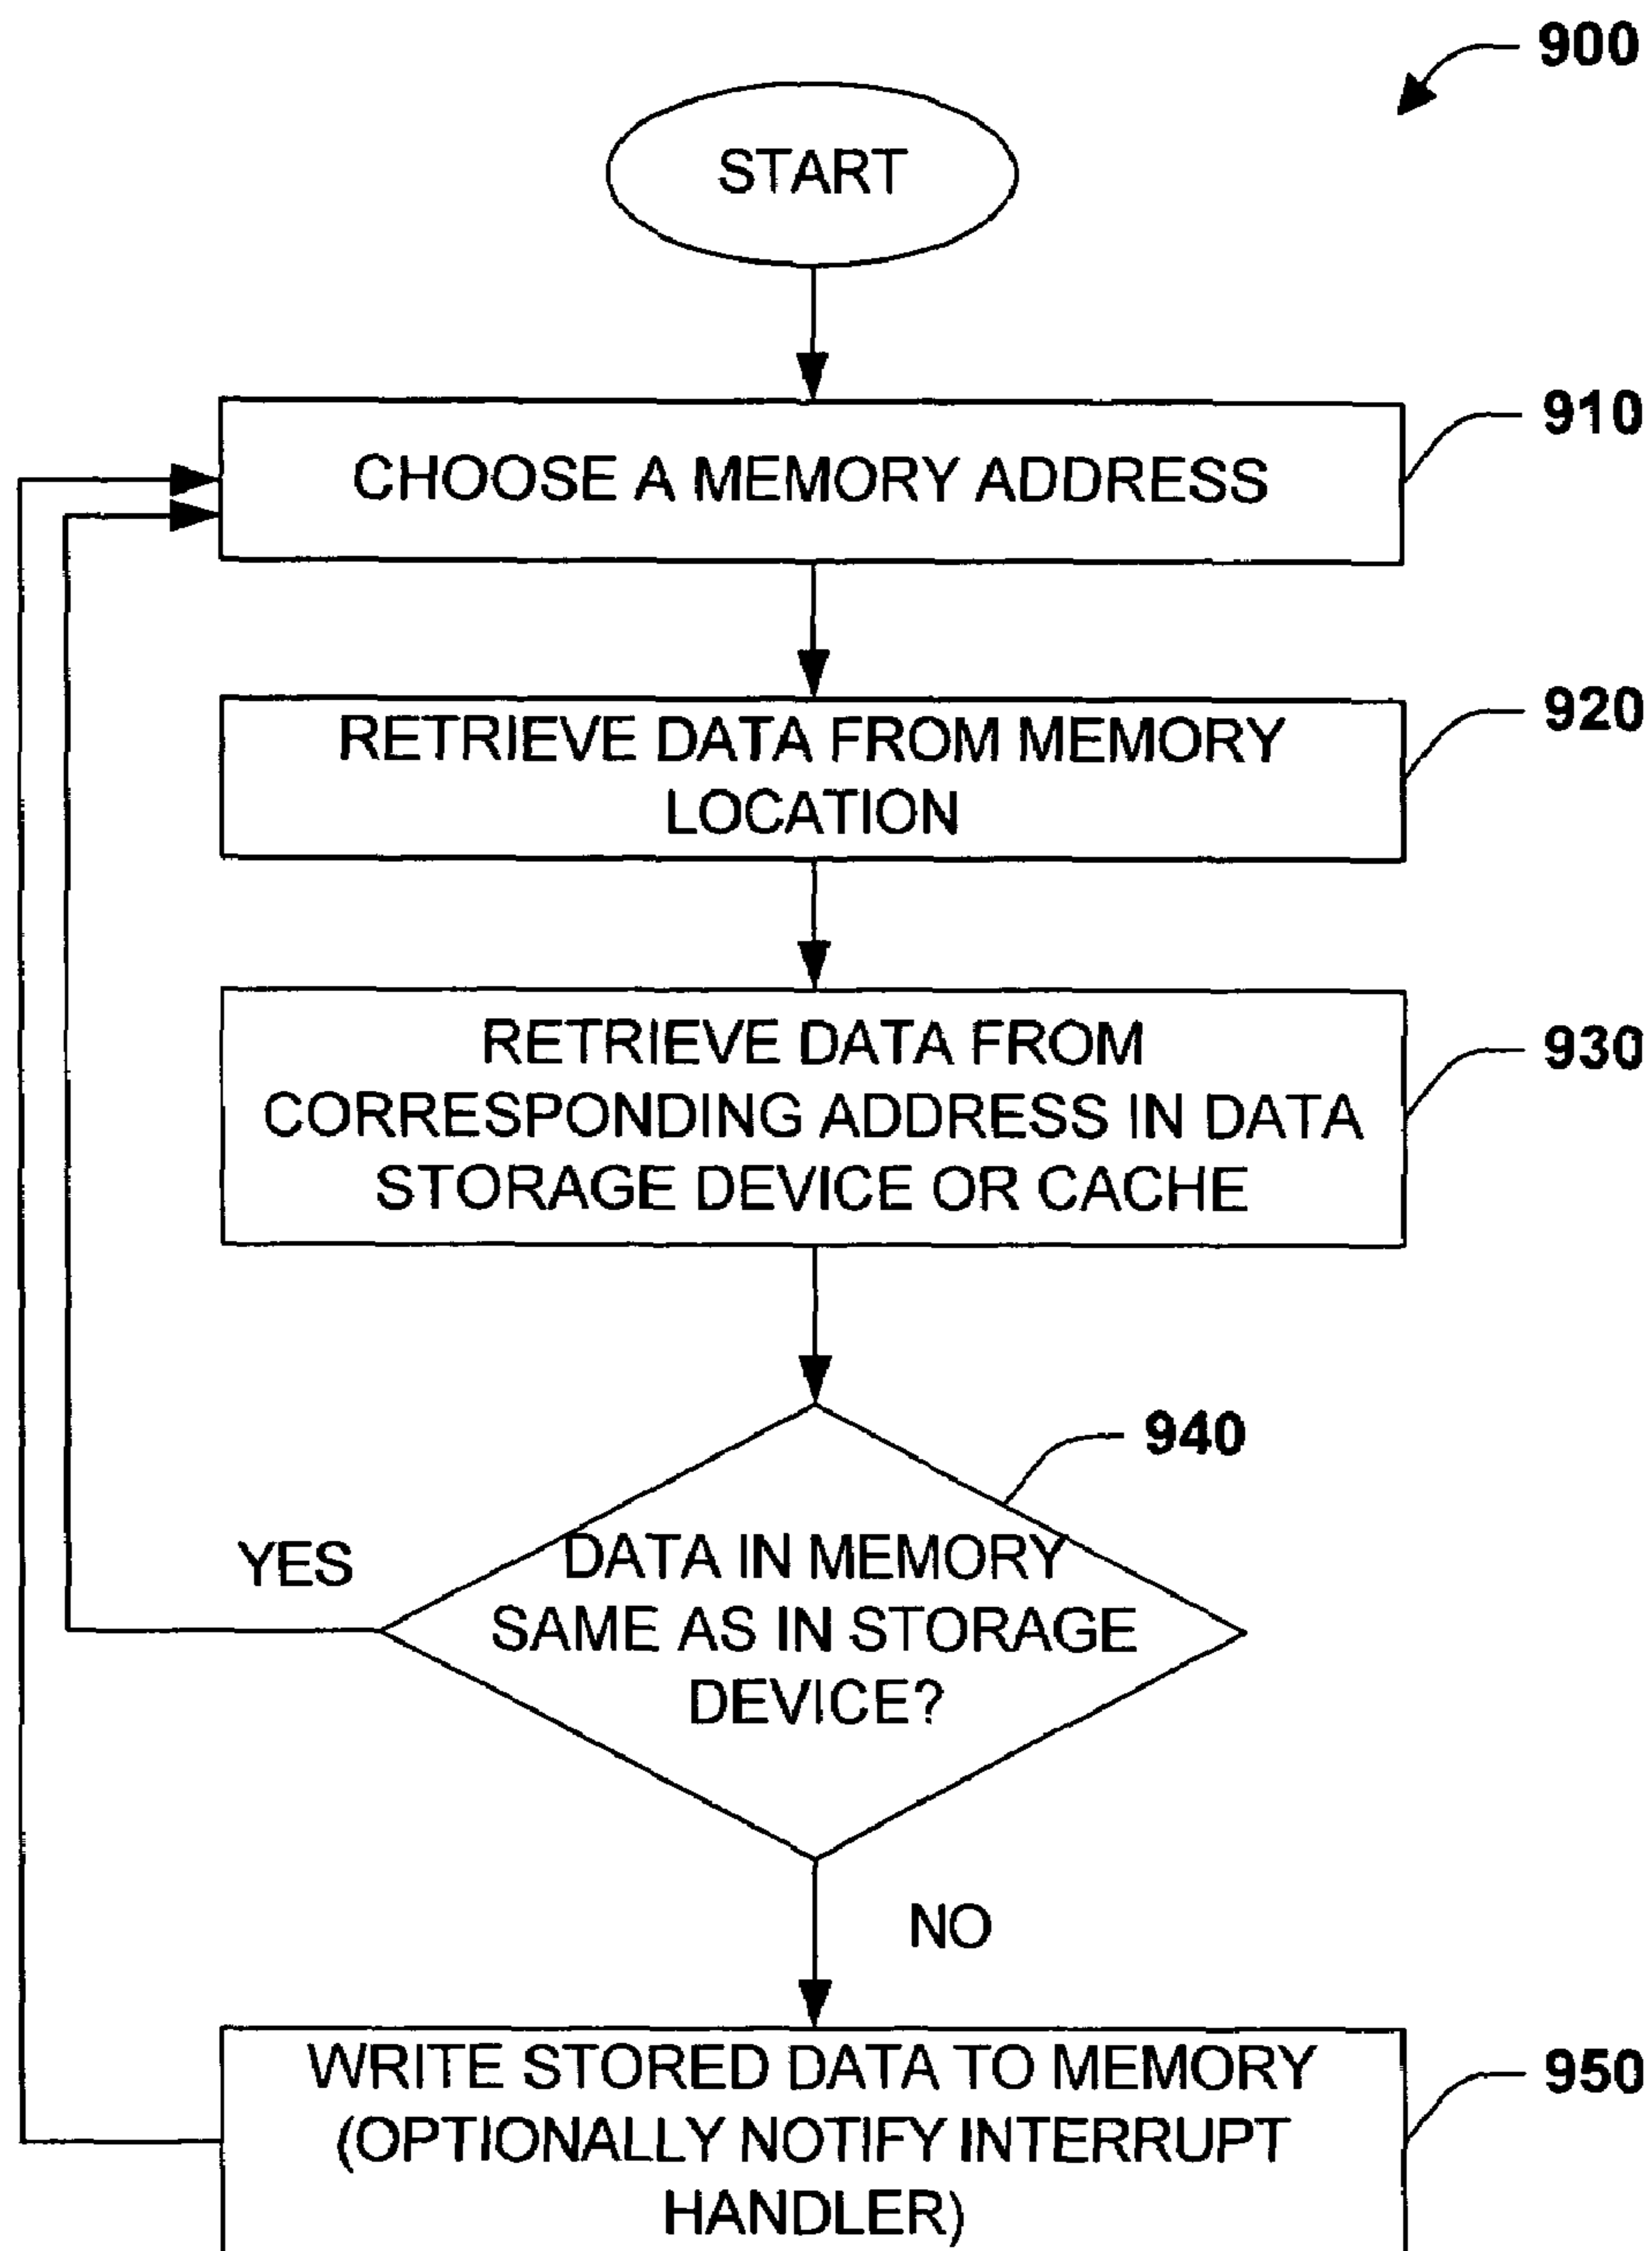 900
START
910
CHOOSE A MEMORY ADDRESS
920
RETRIEVE DATA FROM MEMORY
LOCATION
930
RETRIEVE DATA FROM
CORRESPONDING ADDRESS IN DATA
STORAGE DEVICE OR CACHE
940
YES
DATA IN MEMORY
SAME AS IN STORAGE
DEVICE?
NO
950
WRITE STORED DATA TO MEMORY
(OPTIONALLY NOTIFY INTERRUPT
HANDLER)